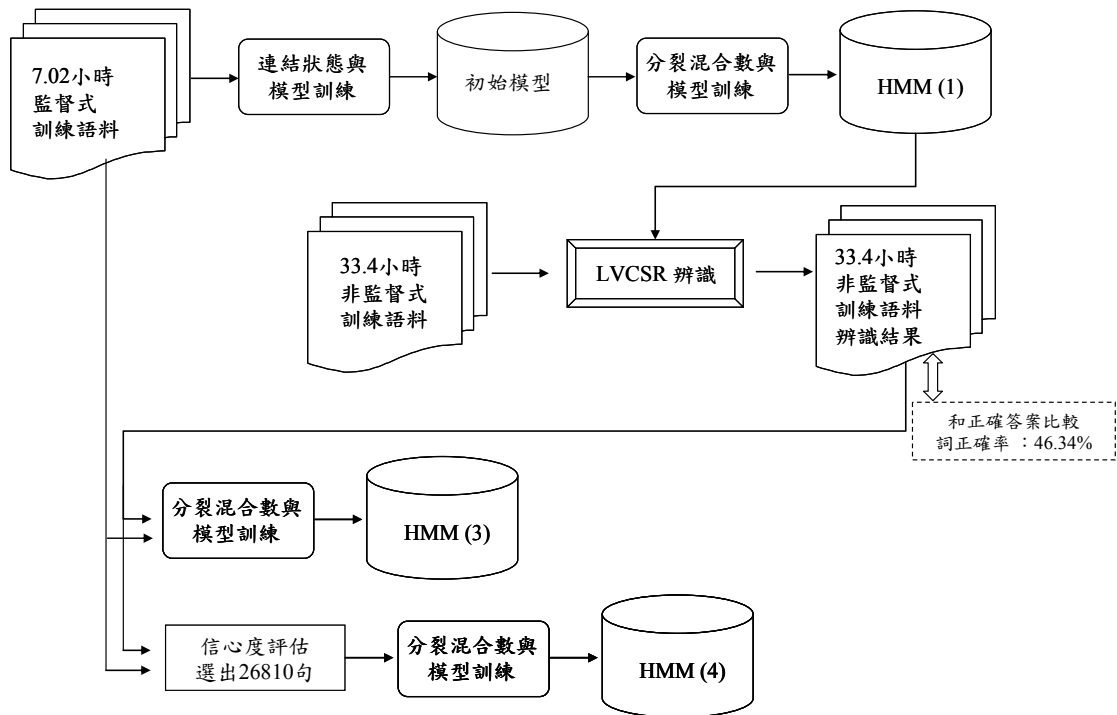 7.02小時
監督式
訓練語料
連結狀態與
模型訓練
初始模型
分裂混合數與
模型訓練
HMM (1)
33.4小時
非監督式
訓練語料
LVCSR 辨識
33.4小時
非監督式
訓練語料
辨識結果
和正確答案比較
詞正確率 ：46.34%
分裂混合數與
模型訓練
HMM (3)
信心度評估
選出26810句
分裂混合數與
模型訓練
HMM (4)